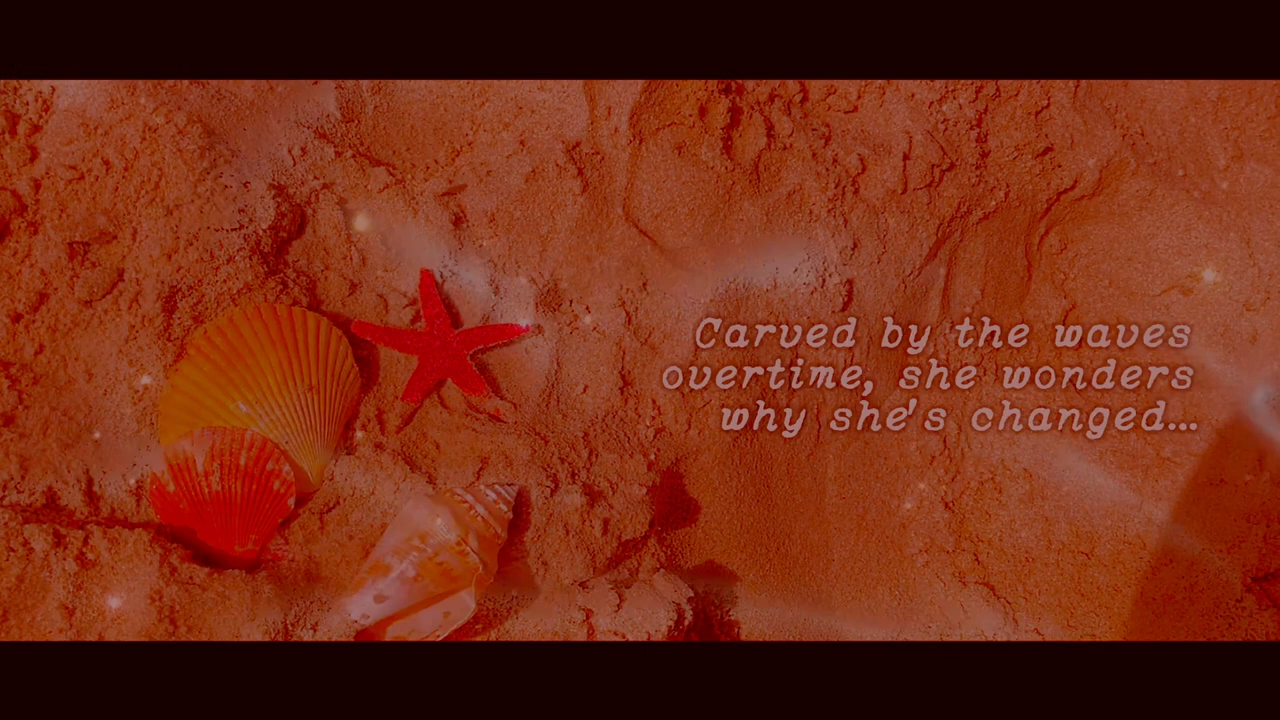 Carved by the waves
overtime, she wonders
why she's changed...